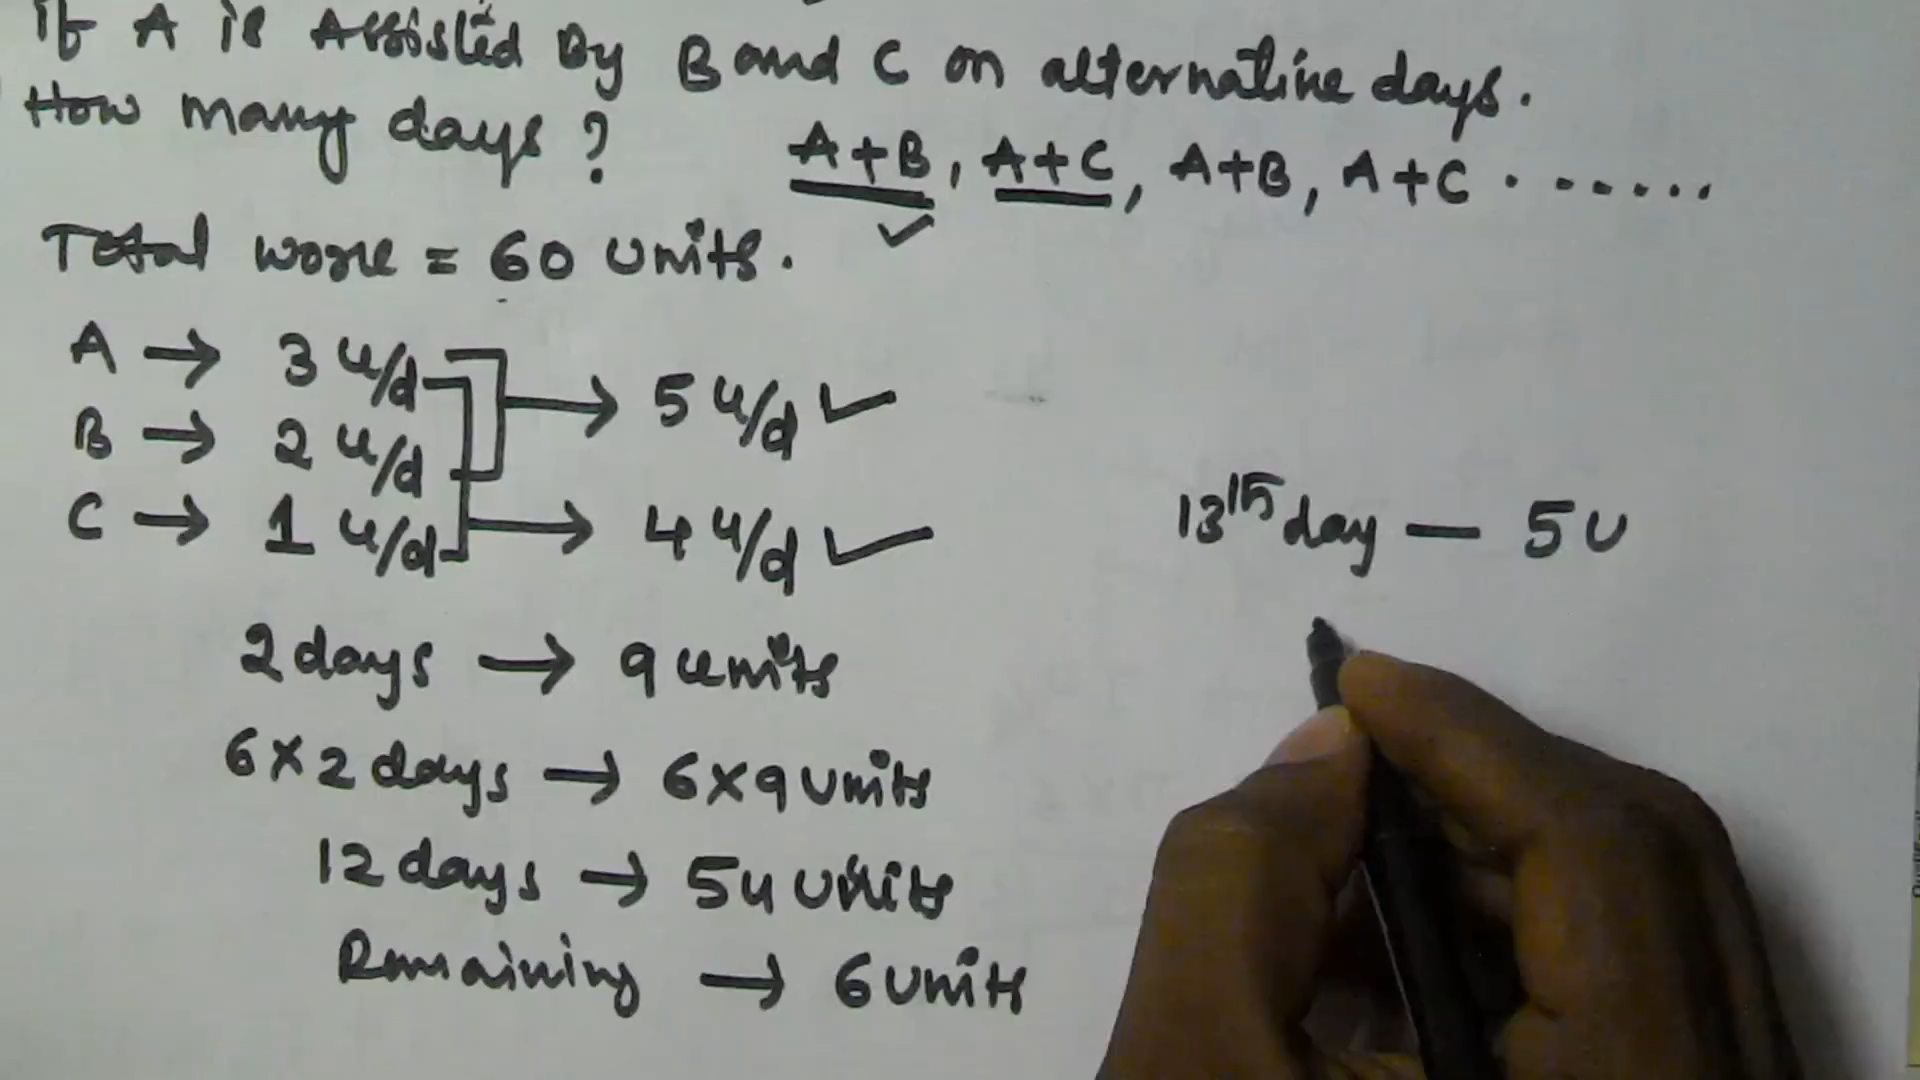 If A is Assisted By B and C on alternative days.
How many days?
A+B, A+C, A+B, A+C .......
Total work = 60 Units.
A → 3 u/d
B → 2 u/d
C → 1 u/d
5 u/d ✓
4 u/d ✓
2 days → 9 units
6×2 days → 6×9 Units
12 days → 54 Units
Remaining → 6 Units
13th day — 5U